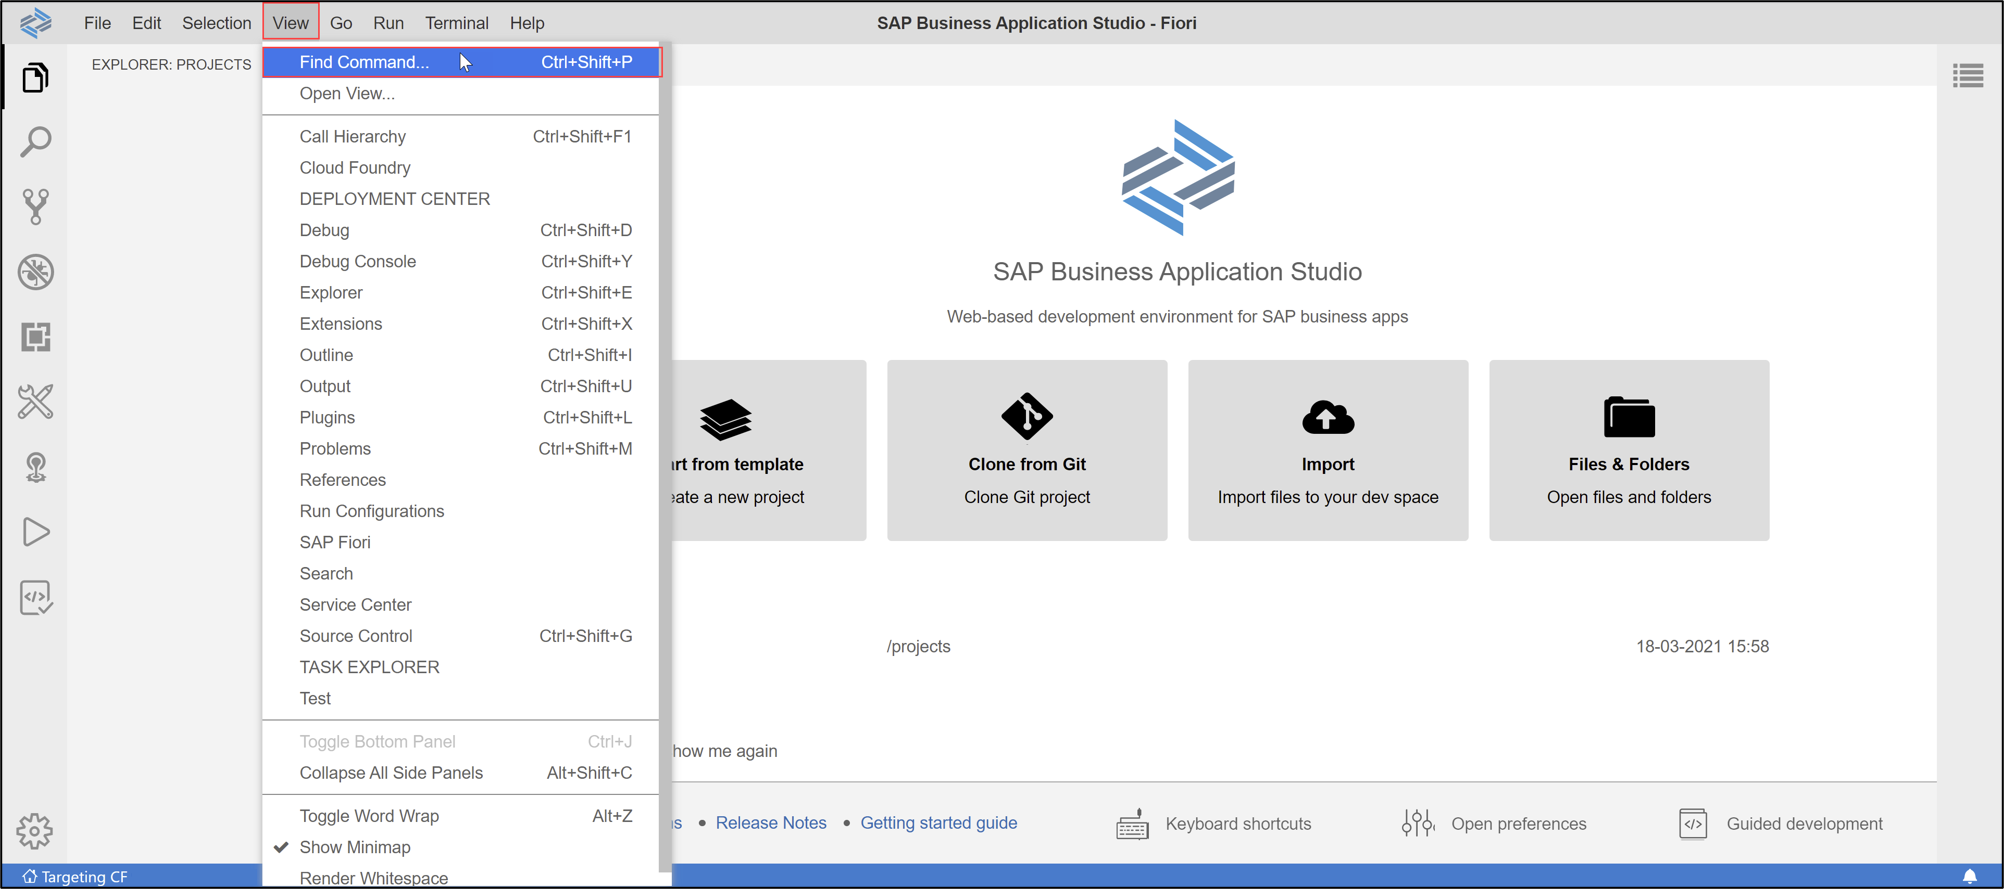 File Edit Selection View Go Run Terminal Help SAP Business Application Studio - Fiori
EXPLORER: PROJECTS
Find Command... Ctrl+Shift+P
Open View...
Call Hierarchy Ctrl+Shift+F1
Cloud Foundry
DEPLOYMENT CENTER
Debug Ctrl+Shift+D
Debug Console Ctrl+Shift+Y
Explorer Ctrl+Shift+E
Extensions Ctrl+Shift+X
Outline Ctrl+Shift+I
Output Ctrl+Shift+U
Plugins Ctrl+Shift+L
Problems Ctrl+Shift+M
References
Run Configurations
SAP Fiori
Search
Service Center
Source Control Ctrl+Shift+G
TASK EXPLORER
Test
Toggle Bottom Panel Ctrl+J
Collapse All Side Panels Alt+Shift+C
Toggle Word Wrap Alt+Z
Show Minimap
Render Whitespace
SAP Business Application Studio
Web-based development environment for SAP business apps
art from template
eate a new project
Clone from Git
Clone Git project
Import
Import files to your dev space
Files & Folders
Open files and folders
/projects 18-03-2021 15:58
how me again
s • Release Notes • Getting started guide
Keyboard shortcuts
Open preferences
Guided development
Targeting CF